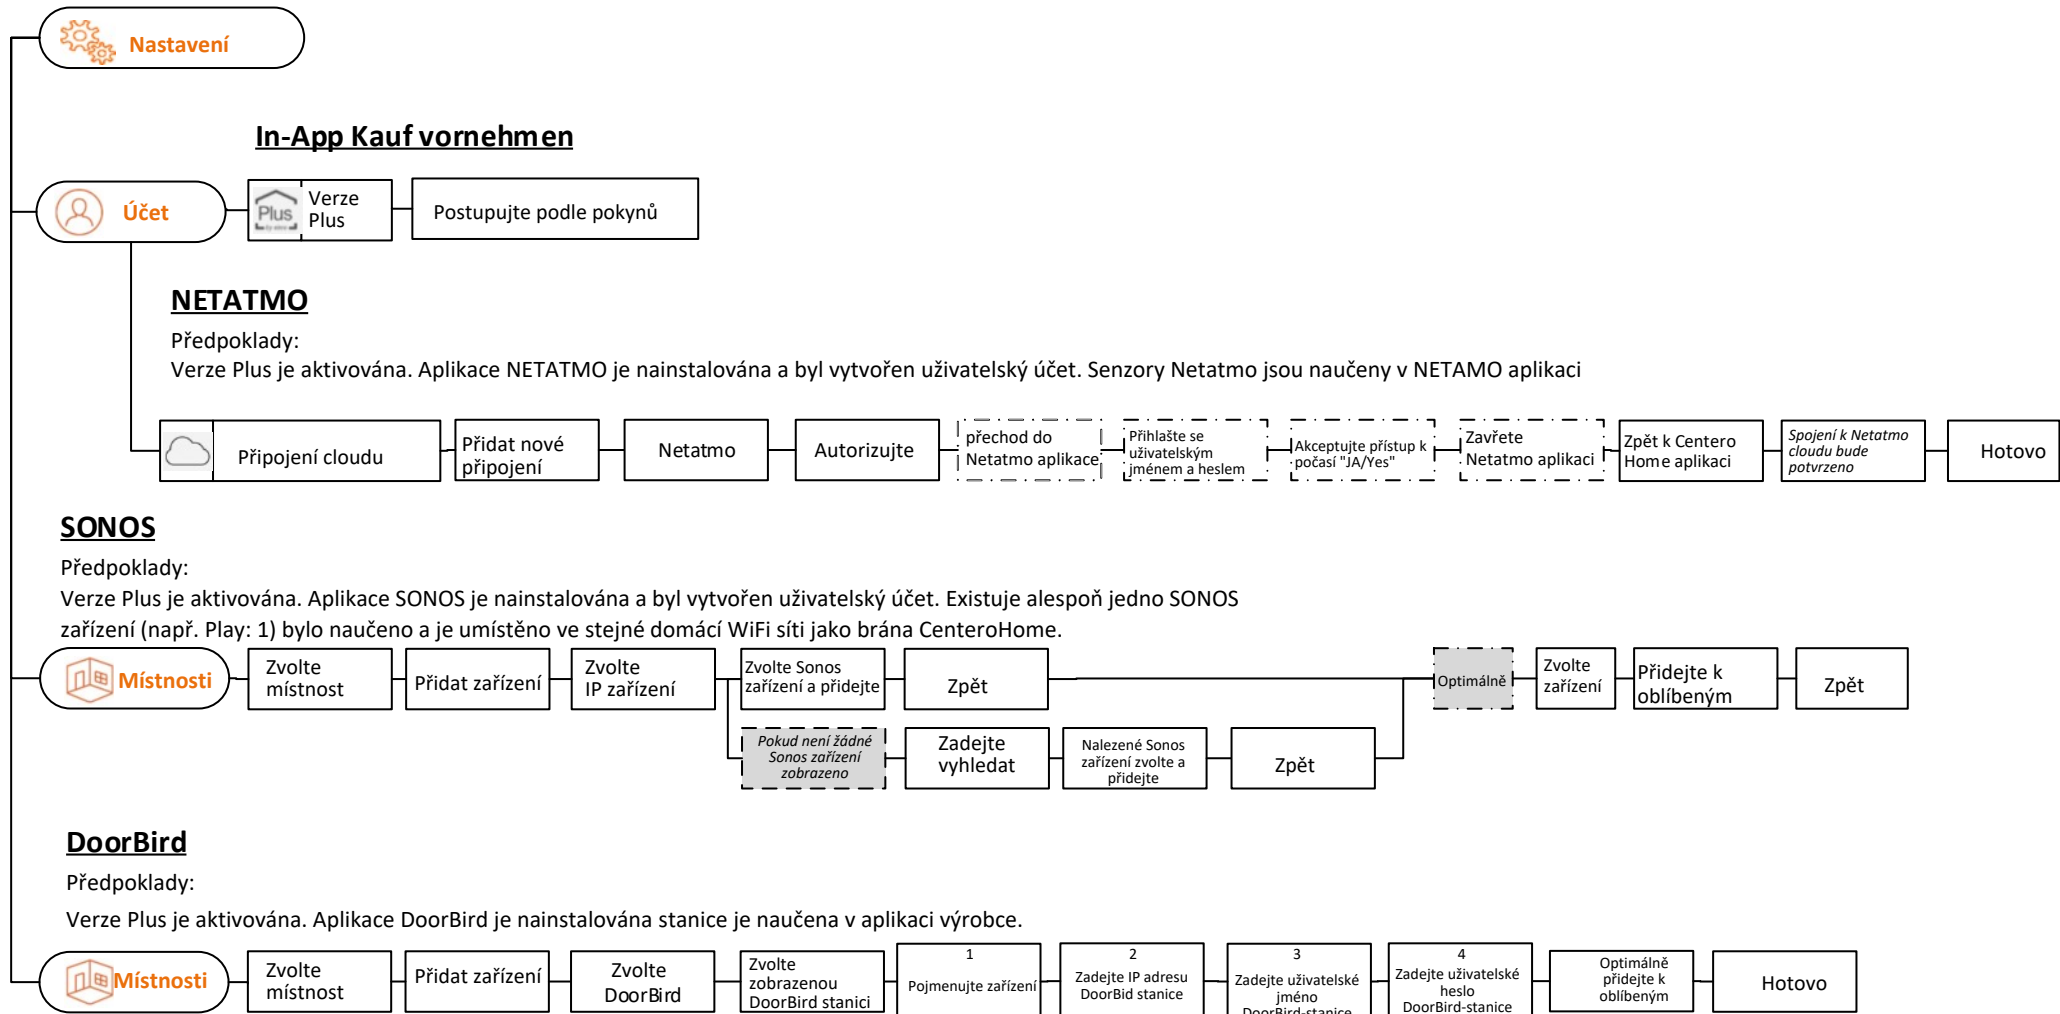 Nastavení
In-App Kauf vornehmen
Účet
Plus
Verze
Plus
Postupujte podle pokynů
NETATMO
Předpoklady:
Verze Plus je aktivována. Aplikace NETATMO je nainstalována a byl vytvořen uživatelský účet. Senzory Netatmo jsou naučeny v NETAMO aplikaci
Připojení cloudu
Přidat nové
připojení
Netatmo
Autorizujte
přechod do
Netatmo aplikace
Přihlašte se
uživatelským
jménem a heslem
Akceptujte přístup k
počasí "JA/Yes"
Zavřete
Netatmo aplikaci
Zpět k Centero
Home aplikaci
Spojení k Netatmo
cloudu bude
potvrzeno
Hotovo
SONOS
Předpoklady:
Verze Plus je aktivována. Aplikace SONOS je nainstalována a byl vytvořen uživatelský účet. Existuje alespoň jedno SONOS
zařízení (např. Play: 1) bylo naučeno a je umístěno ve stejné domácí WiFi síti jako brána CenteroHome.
Místnosti
Zvolte
místnost
Přidat zařízení
Zvolte
IP zařízení
Zvolte Sonos
zařízení a přidejte
Zpět
Optimálně
Zvolte
zařízení
Přidejte k
oblíbeným
Zpět
Pokud není žádné
Sonos zařízení
zobrazeno
Zadejte
vyhledat
Nalezené Sonos
zařízení zvolte a
přidejte
Zpět
DoorBird
Předpoklady:
Verze Plus je aktivována. Aplikace DoorBird je nainstalována stanice je naučena v aplikaci výrobce.
Místnosti
Zvolte
místnost
Přidat zařízení
Zvolte
DoorBird
Zvolte
zobrazenou
DoorBird stanici
1
Pojmenujte zařízení
2
Zadejte IP adresu
DoorBid stanice
3
Zadejte uživatelské
jméno
DoorBird-stanice
4
Zadejte uživatelské
heslo
DoorBird-stanice
Optimálně
přidejte k
oblíbeným
Hotovo